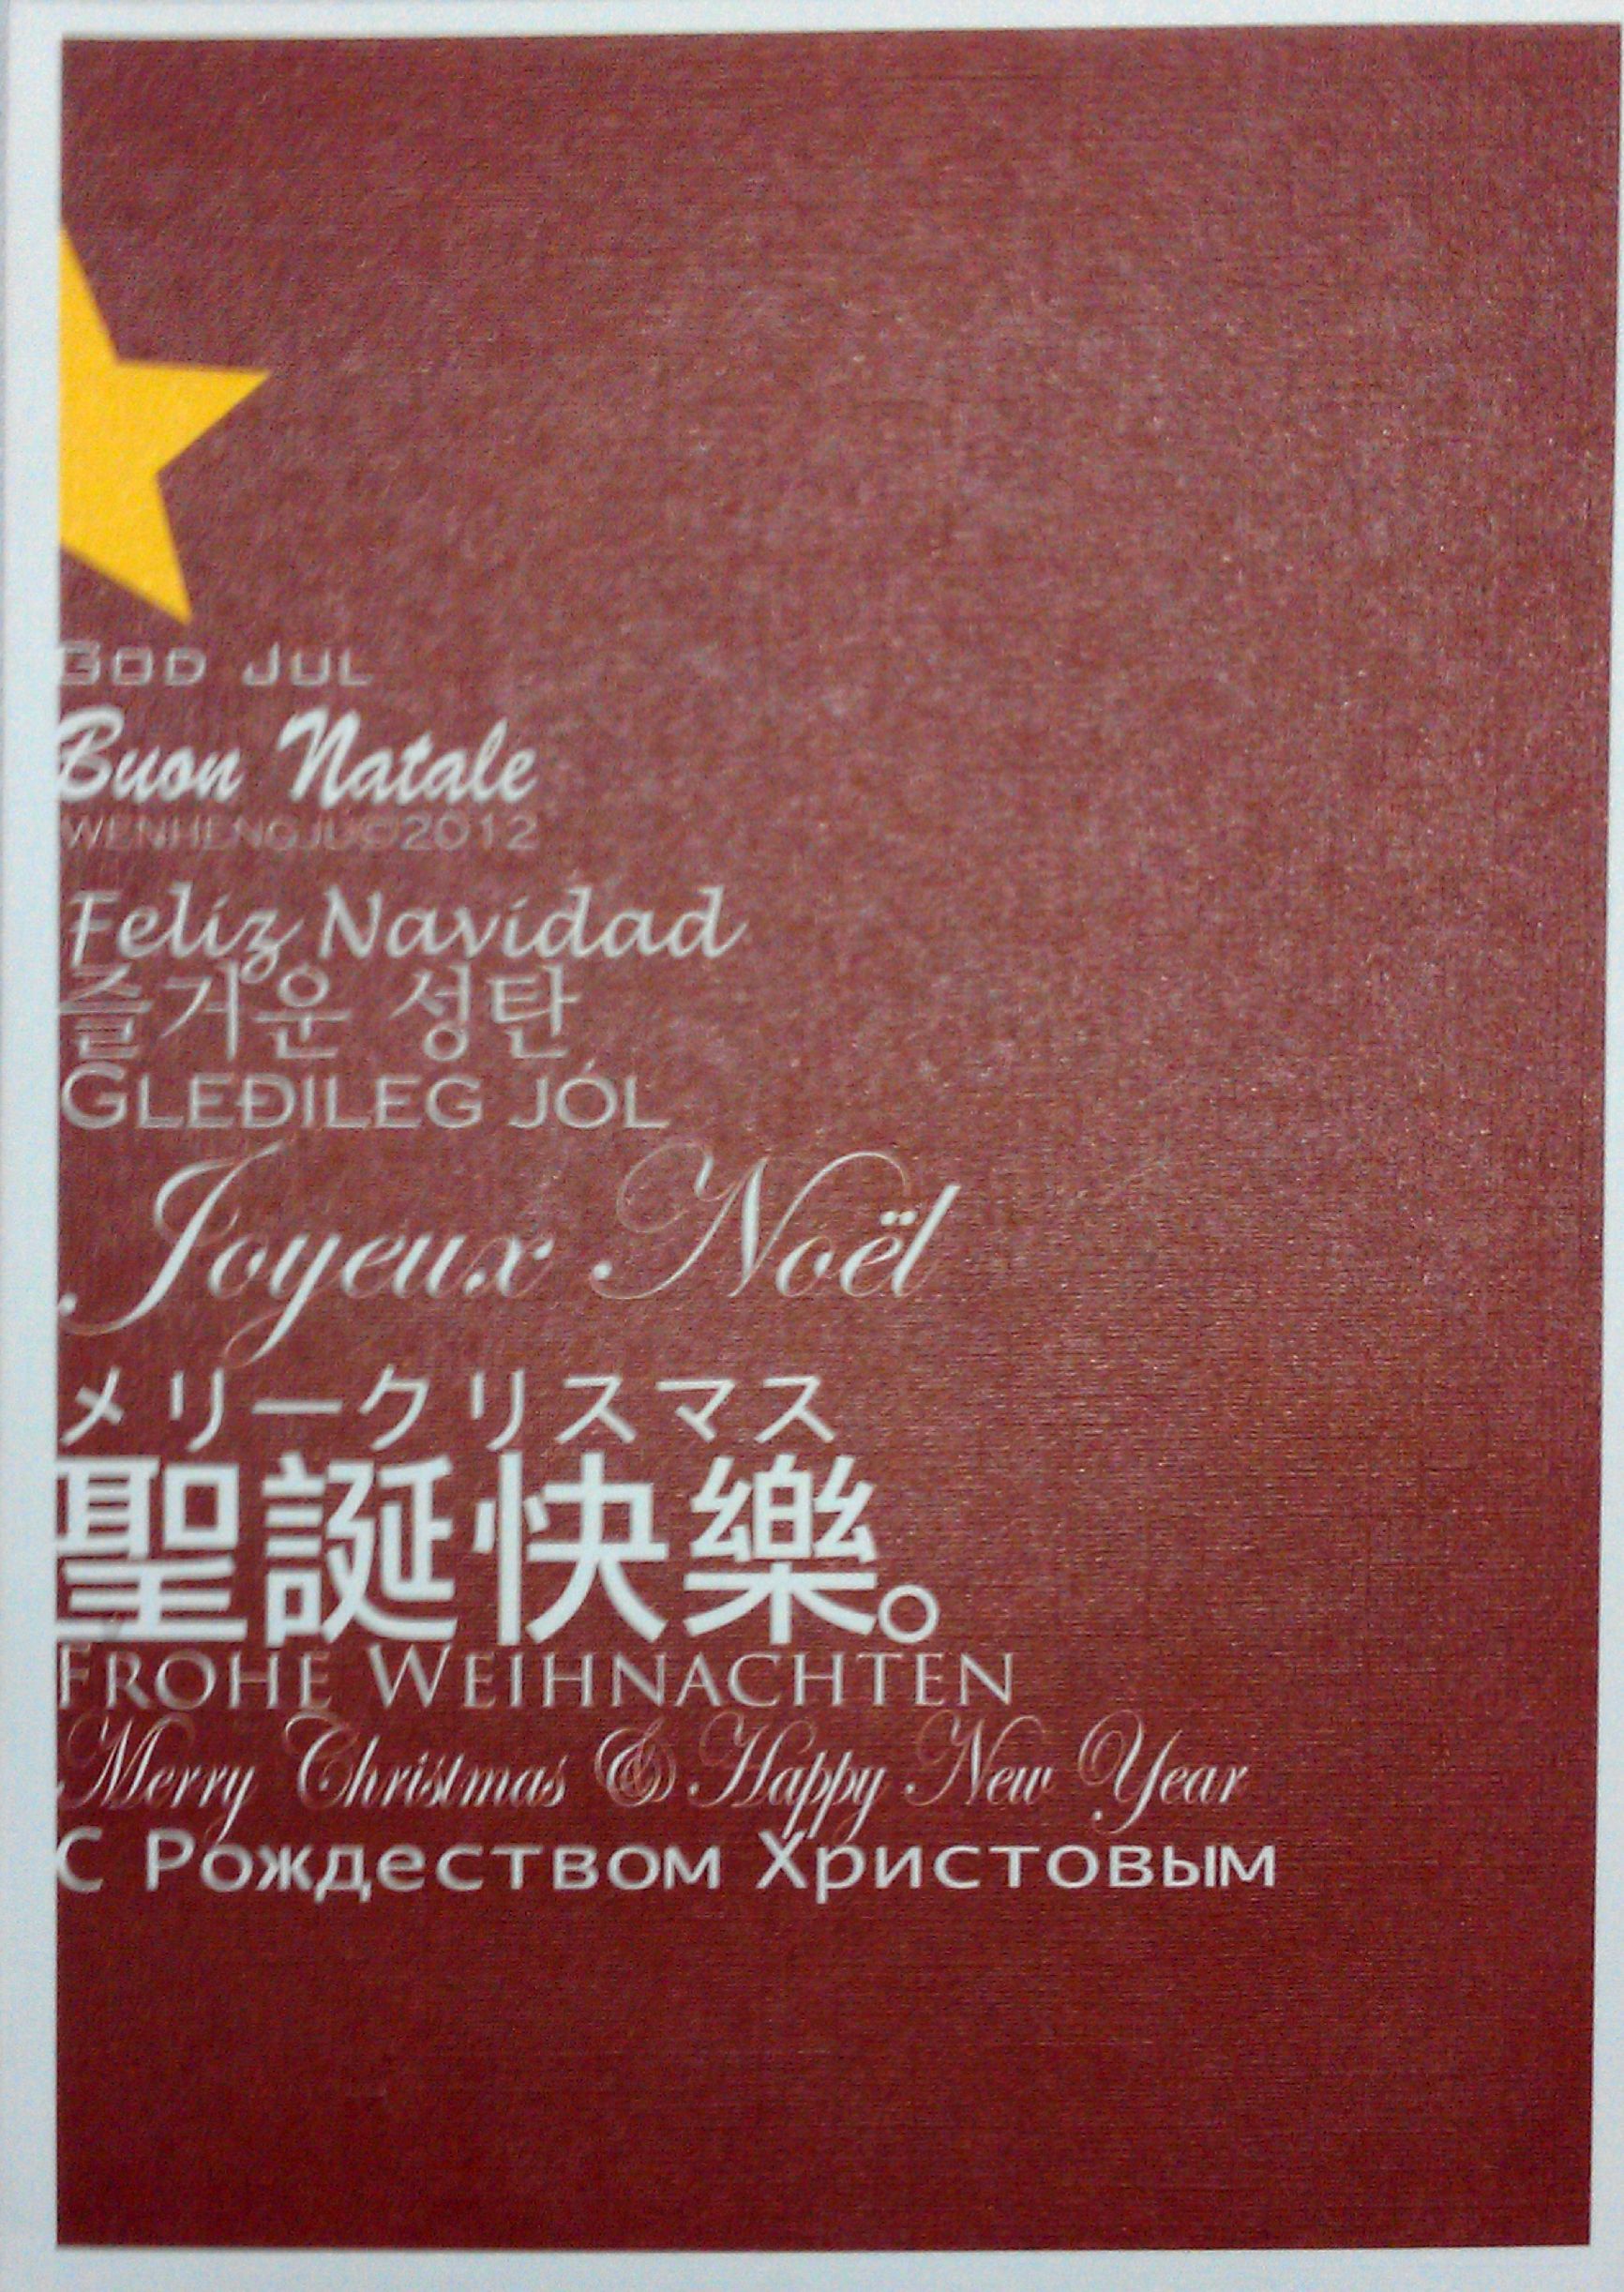 GOD JUL
Buon Natale
WENHENGJU©2012
Feliz Navidad
즐거운 성탄
GLEÐILEG JÓL
Joyeux Noël
メリークリスマス
聖誕快樂。
FROHE WEIHNACHTEN
Merry Christmas & Happy New Year
С Рождеством Христовым